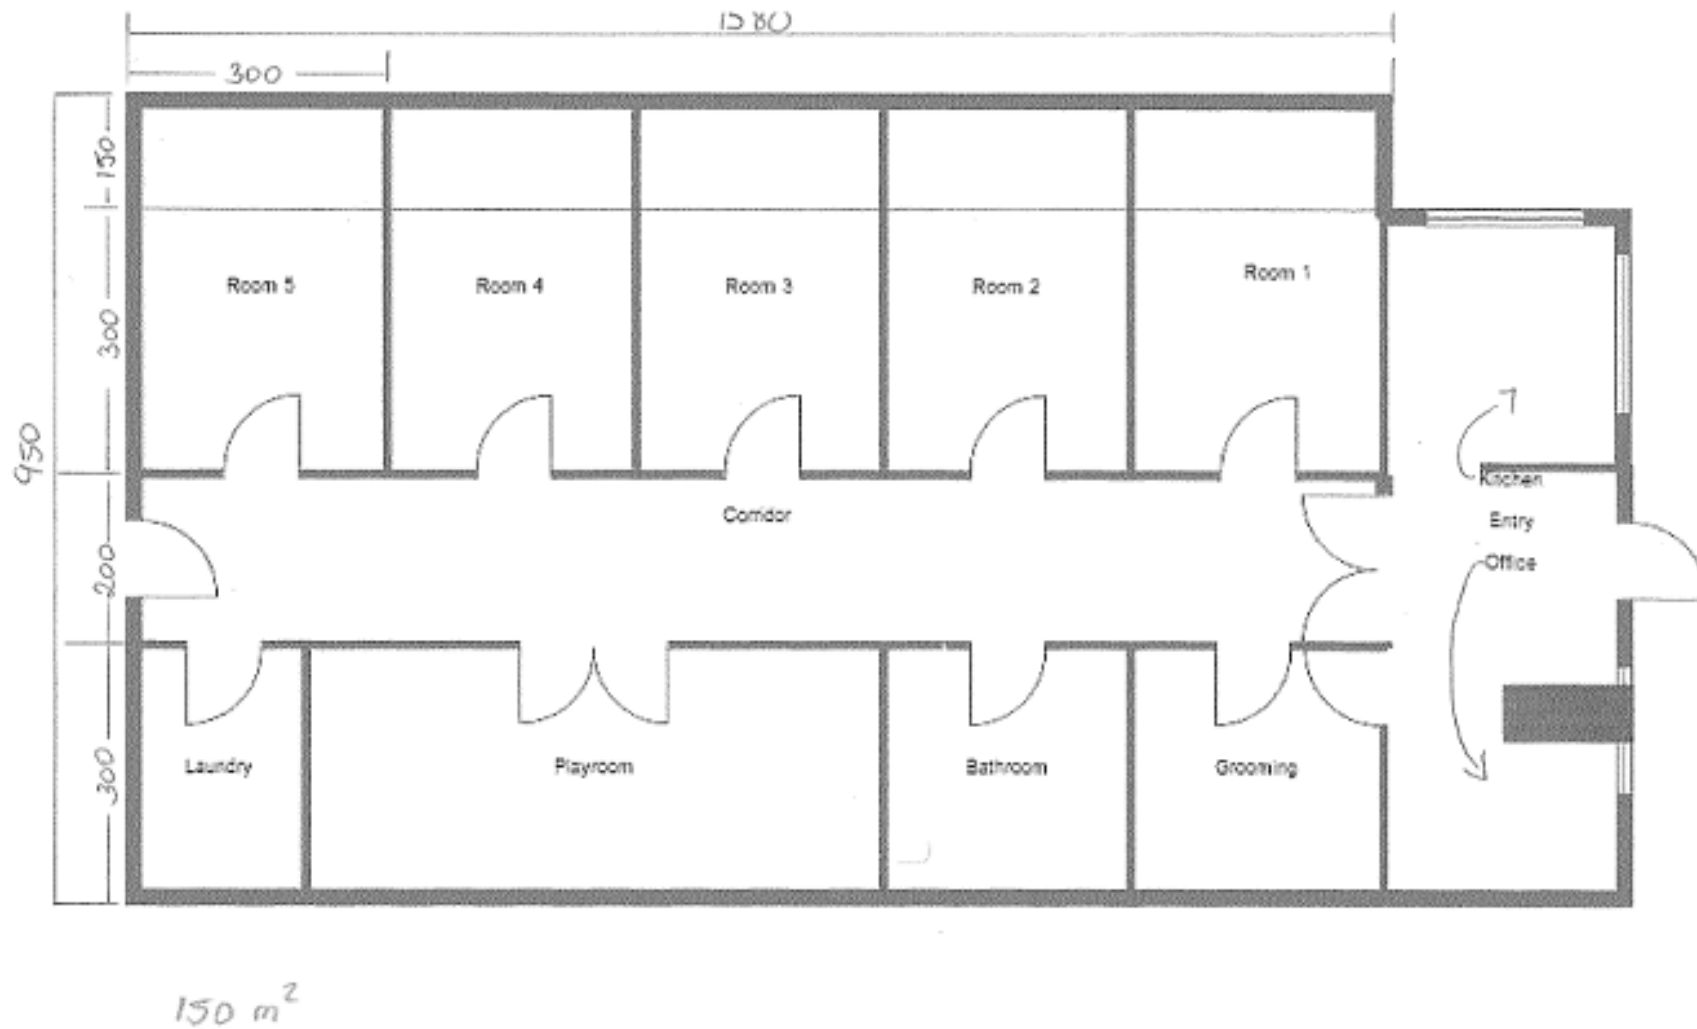 1580
300
150
Room 5 Room 4 Room 3 Room 2 Room 1
300
950
Kitchen
Corridor
Entry
200
Office
Laundry Playroom Bathroom Grooming
300
150 m²